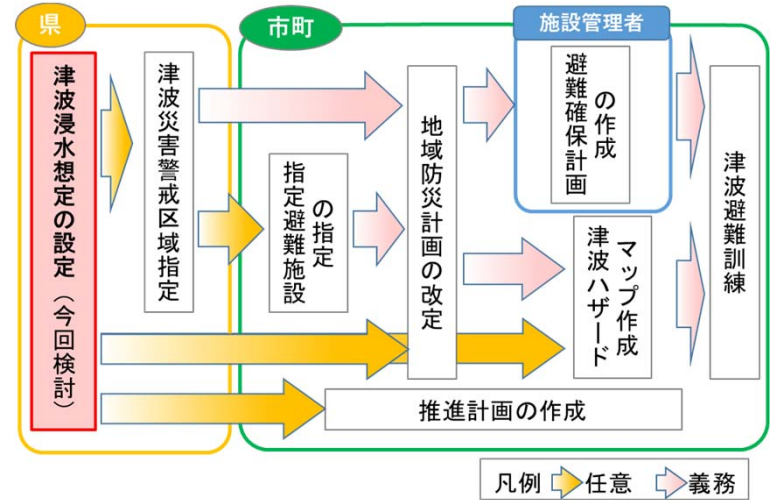 県
市町
施設管理者
津波浸水想定の設定（今回検討）
津波災害警戒区域指定
指定避難施設
の指定
地域防災計画の改定
避難確保計画
の作成
津波ハザード
マップ作成
津波避難訓練
推進計画の作成
凡例 任意 義務